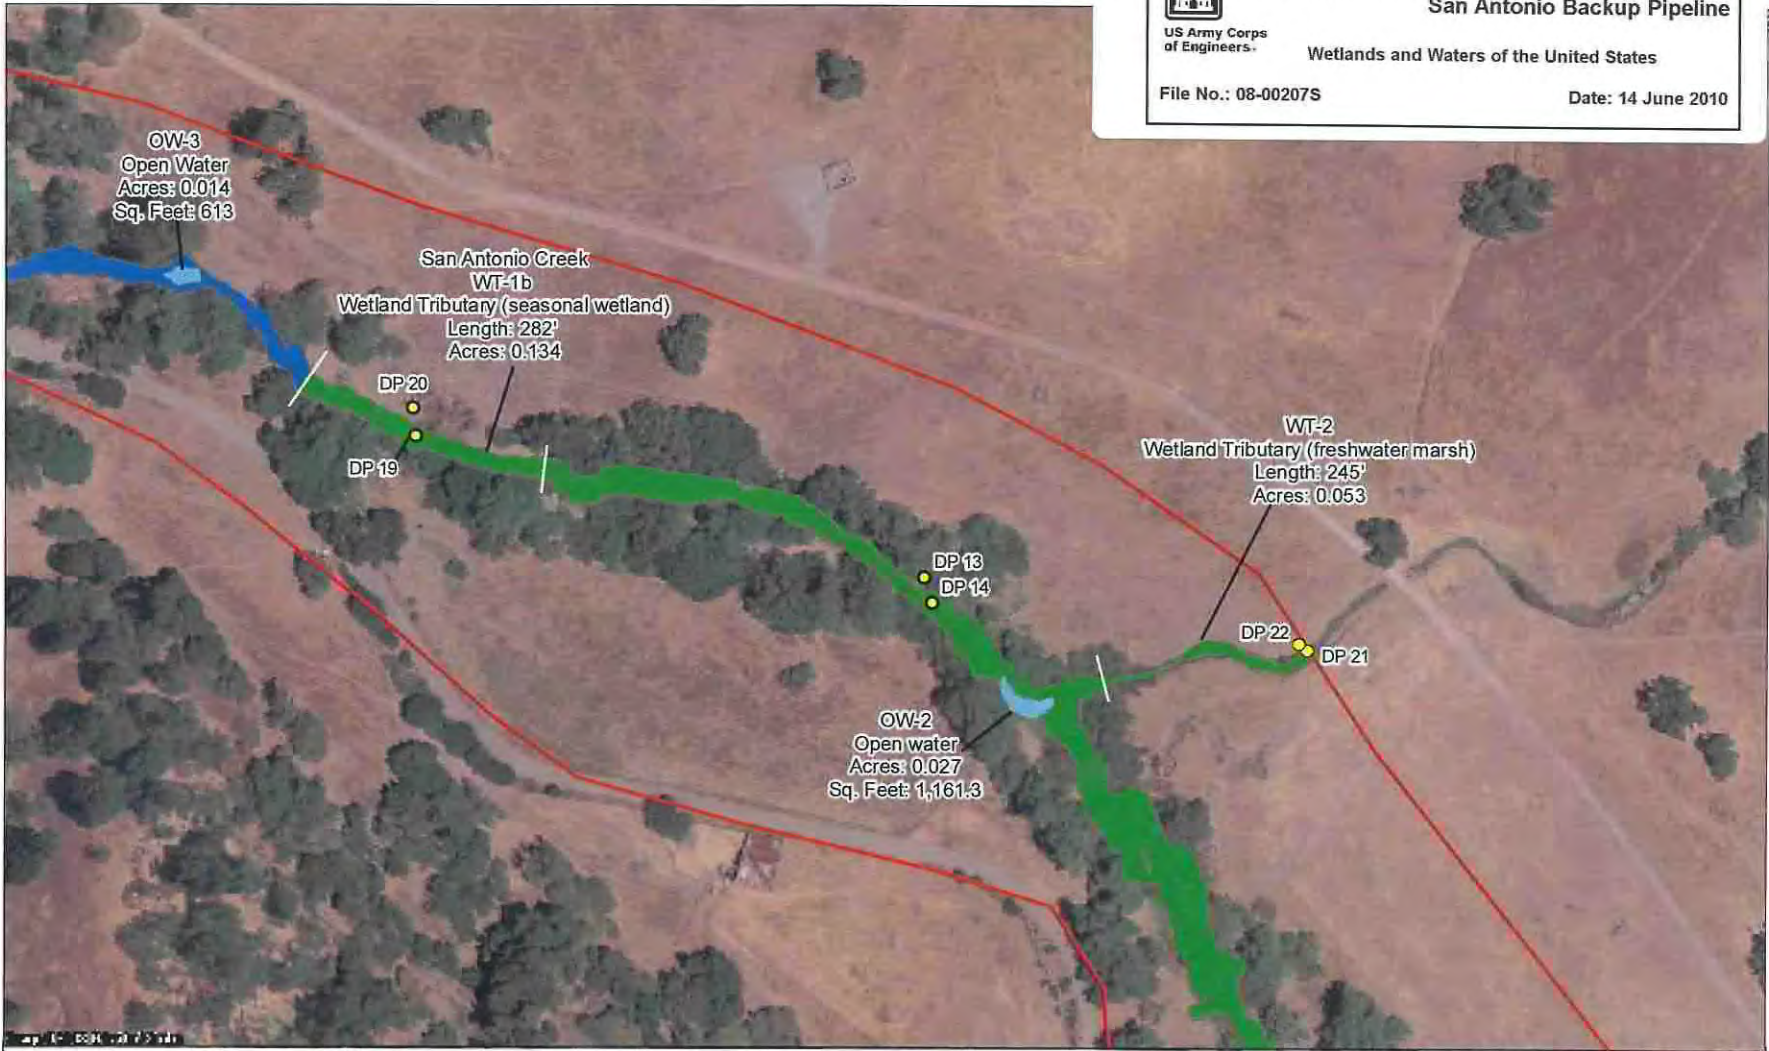 San Antonio Backup Pipeline
US Army Corps
of Engineers.
Wetlands and Waters of the United States
File No.: 08-00207S
Date: 14 June 2010
OW-3
Open Water
Acres: 0.014
Sq. Feet: 613
San Antonio Creek
WT-1b
Wetland Tributary (seasonal wetland)
Length: 282'
Acres: 0.134
DP 20
DP 19
WT-2
Wetland Tributary (freshwater marsh)
Length: 245'
Acres: 0.053
DP 13
DP 14
DP 22
DP 21
OW-2
Open water
Acres: 0.027
Sq. Feet: 1,161.3